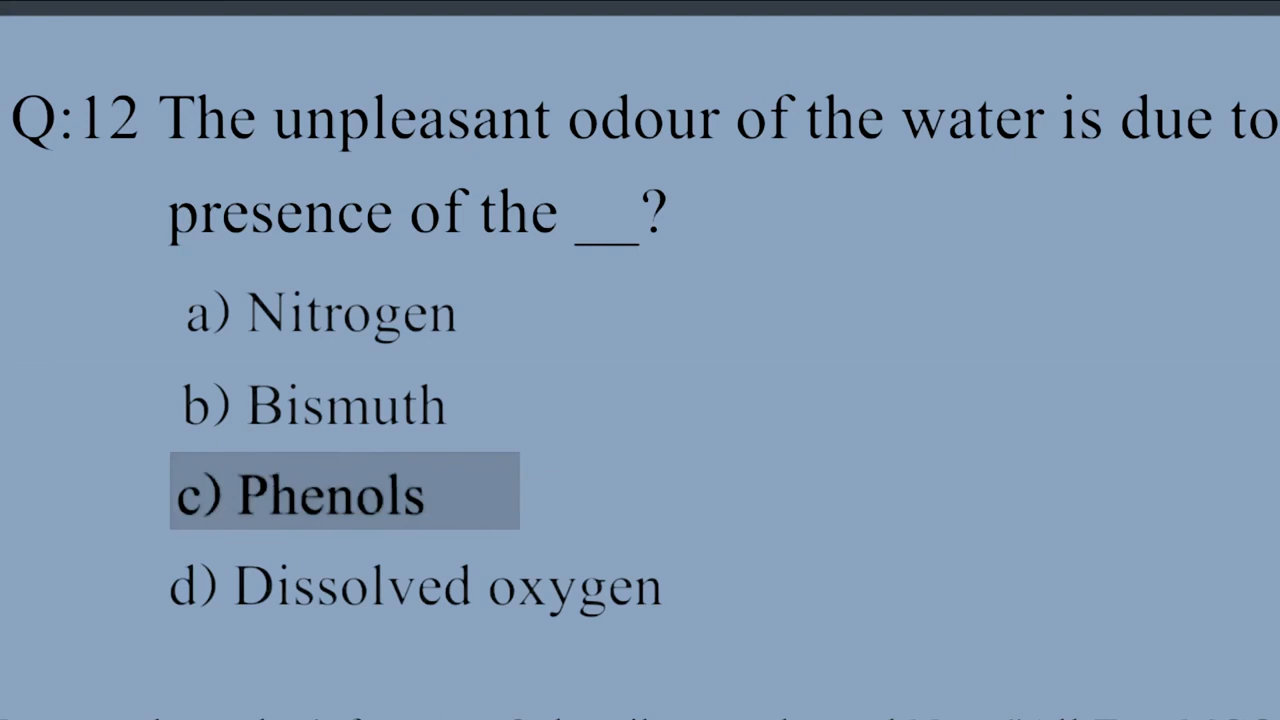 Q:12 The unpleasant odour of the water is due to
presence of the __?
a) Nitrogen
b) Bismuth
c) Phenols
d) Dissolved oxygen